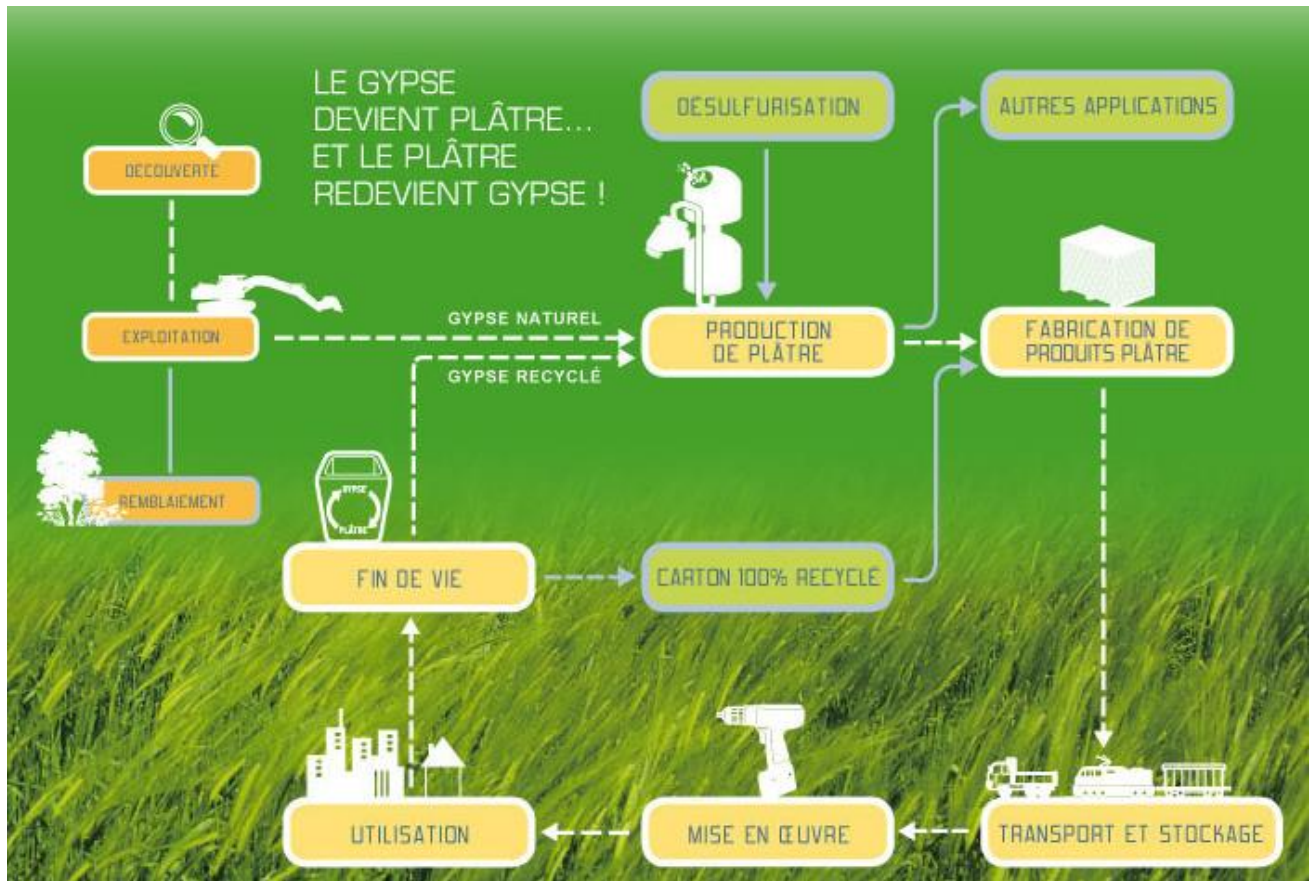 LE GYPSE
DEVIENT PLÂTRE...
ET LE PLÂTRE
REDEVIENT GYPSE !
DÉSULFURISATION
AUTRES APPLICATIONS
DÉCOUVERTE
EXPLOITATION
GYPSE NATUREL
GYPSE RECYCLÉ
PRODUCTION
DE PLÂTRE
FABRICATION DE
PRODUITS PLÂTRE
REMBLAIEMENT
GYPSE
PLÂTRE
FIN DE VIE
CARTON 100% RECYCLÉ
UTILISATION
MISE EN ŒUVRE
TRANSPORT ET STOCKAGE